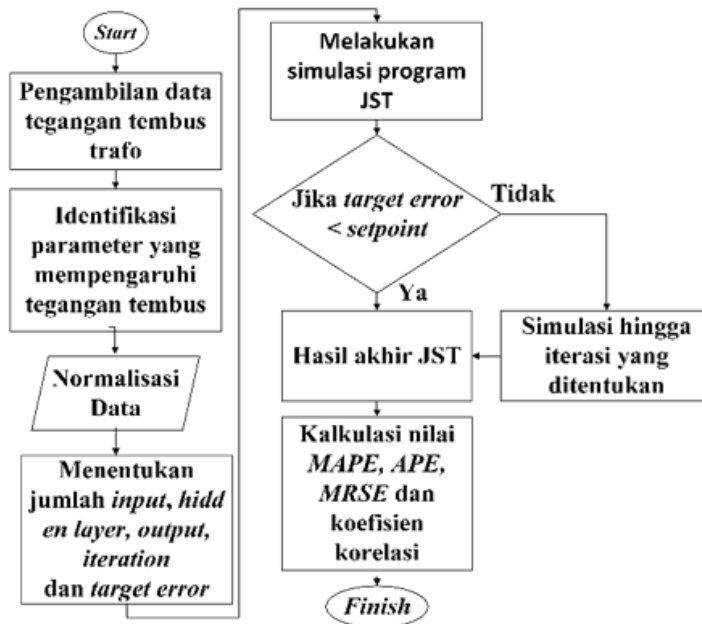 Start
Pengambilan data
tegangan tembus
trafo
Identifikasi
parameter yang
mempengaruhi
tegangan tembus
Normalisasi
Data
Menentukan
jumlah input, hidd
en layer, output,
iteration
dan target error
Melakukan
simulasi program
JST
Jika target error
< setpoint
Tidak
Ya
Simulasi hingga
iterasi yang
ditentukan
Hasil akhir JST
Kalkulasi nilai
MAPE, APE,
MRSE dan
koefisien
korelasi
Finish